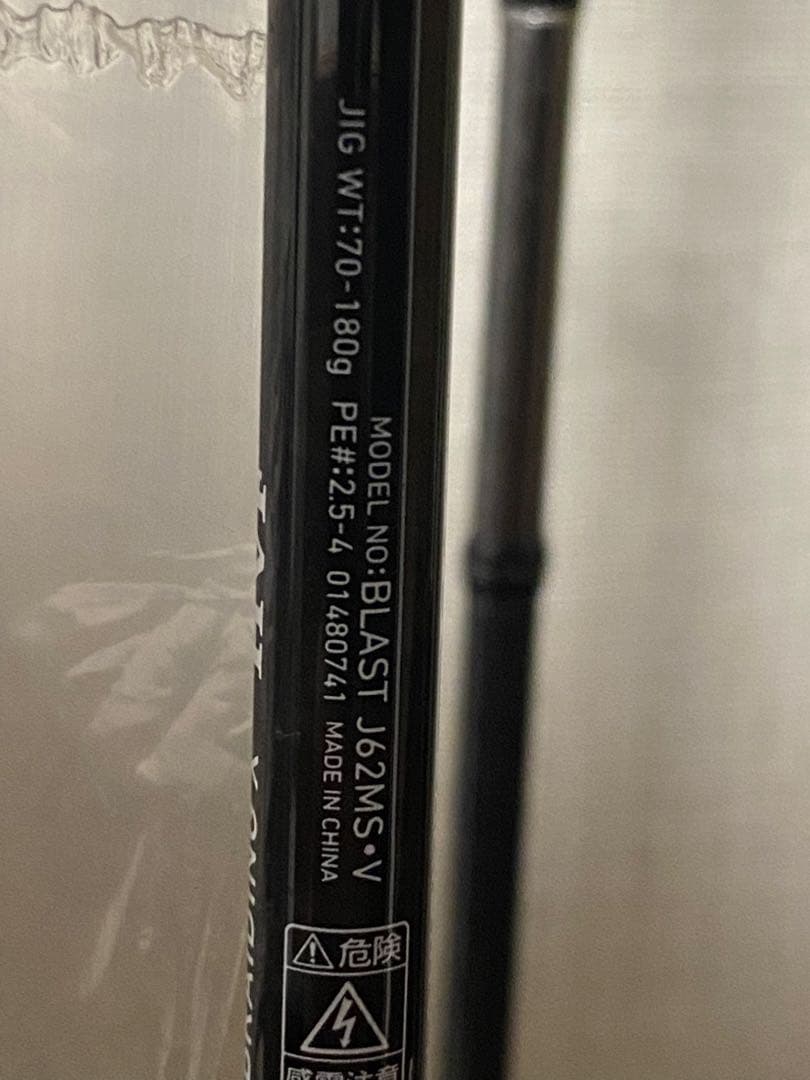 MODEL NO:BLAST J62MS•V
JIG WT:70-180g PE#:2.5-4 01480741 MADE IN CHINA
⚠危険
感電注意